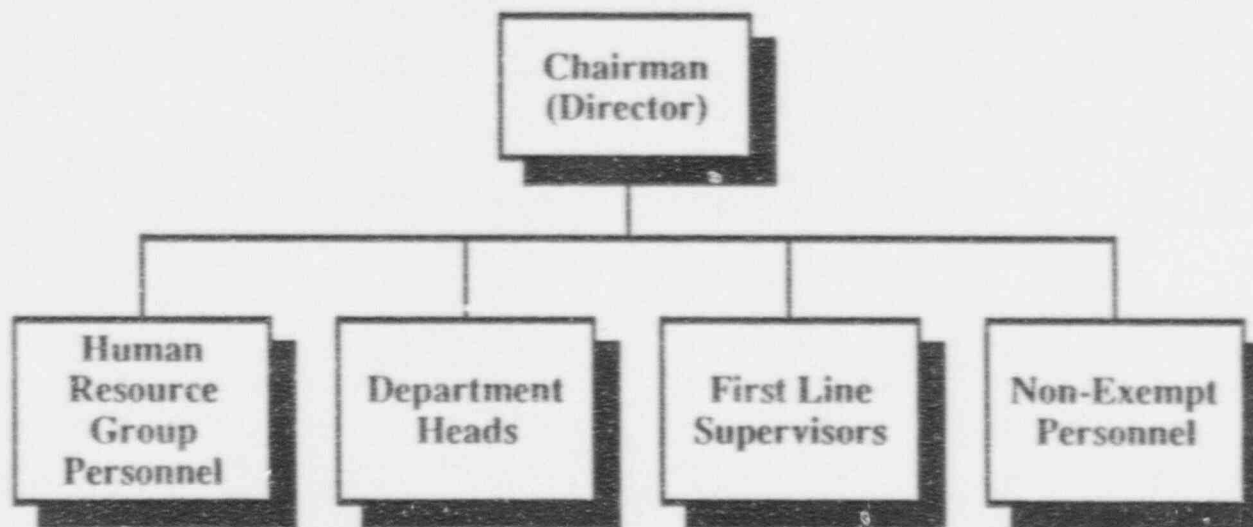 Chairman
(Director)
Human
Resource
Group
Personnel
Department
Heads
First Line
Supervisors
Non-Exempt
Personnel